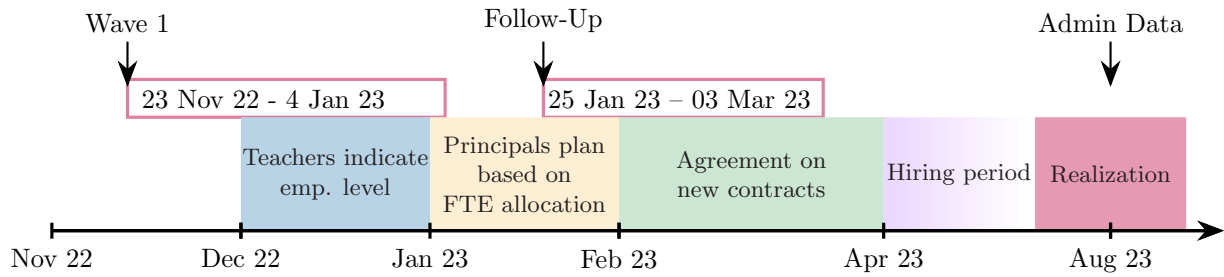 Wave 1
Follow-Up
Admin Data
23 Nov 22 - 4 Jan 23
25 Jan 23 – 03 Mar 23
Teachers indicate
emp. level
Principals plan
based on
FTE allocation
Agreement on
new contracts
Hiring period
Realization
Nov 22
Dec 22
Jan 23
Feb 23
Apr 23
Aug 23